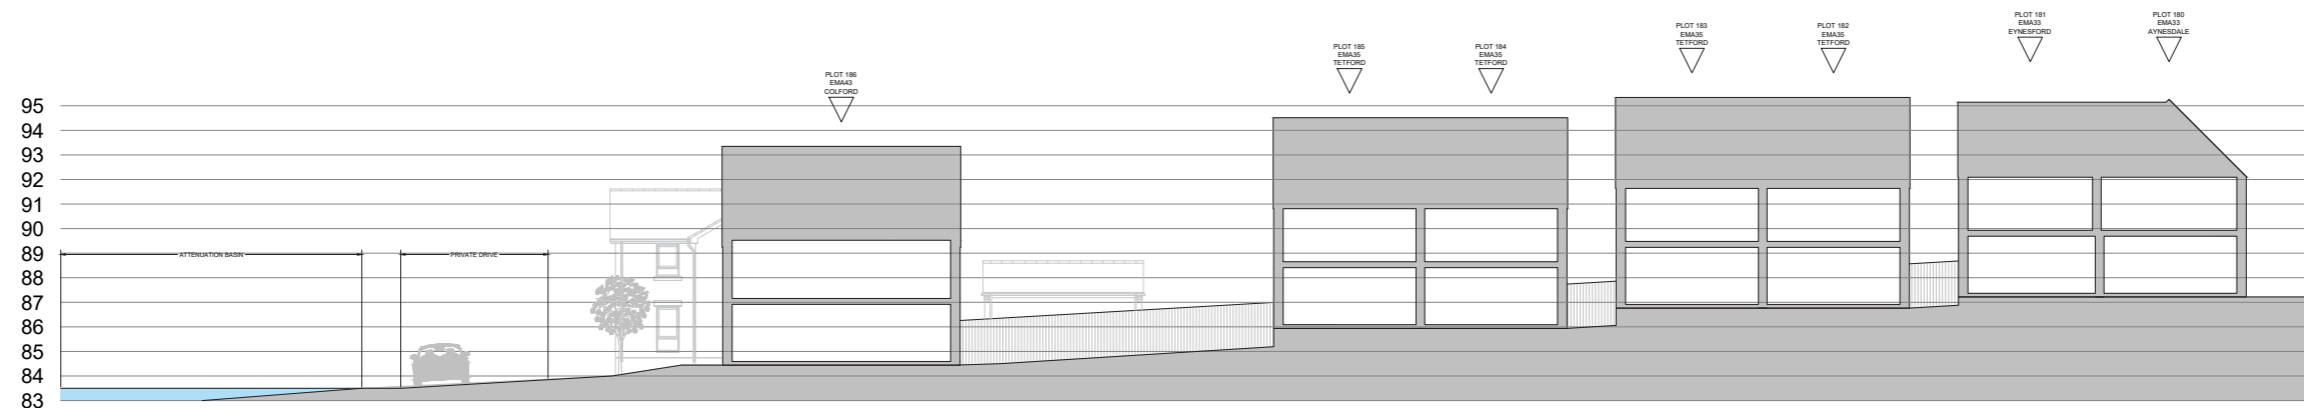 PLOT 186
EMA43
COLFORD
PLOT 185
EMA35
TETFORD
PLOT 184
EMA35
TETFORD
PLOT 183
EMA35
TETFORD
PLOT 182
EMA35
TETFORD
PLOT 181
EMA33
EYNESFORD
PLOT 180
EMA33
AYNESDALE
95
94
93
92
91
90
89
88
87
86
85
84
83
ATTENUATION BASIN
PRIVATE DRIVE